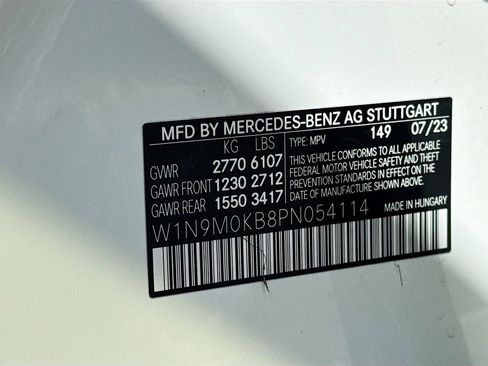 MFD BY MERCEDES-BENZ AG STUTTGART
KG LBS TYPE: MPV 149 07/23
GVWR 2770 6107
GAWR FRONT 1230 2712
GAWR REAR 1550 3417
THIS VEHICLE CONFORMS TO ALL APPLICABLE
FEDERAL MOTOR VEHICLE SAFETY AND
THEFT PREVENTION STANDARDS IN EFFECT ON THE
DATE OF MANUFACTURE SHOWN ABOVE.
W1N9M0KB8PN054114 MADE IN HUNGARY